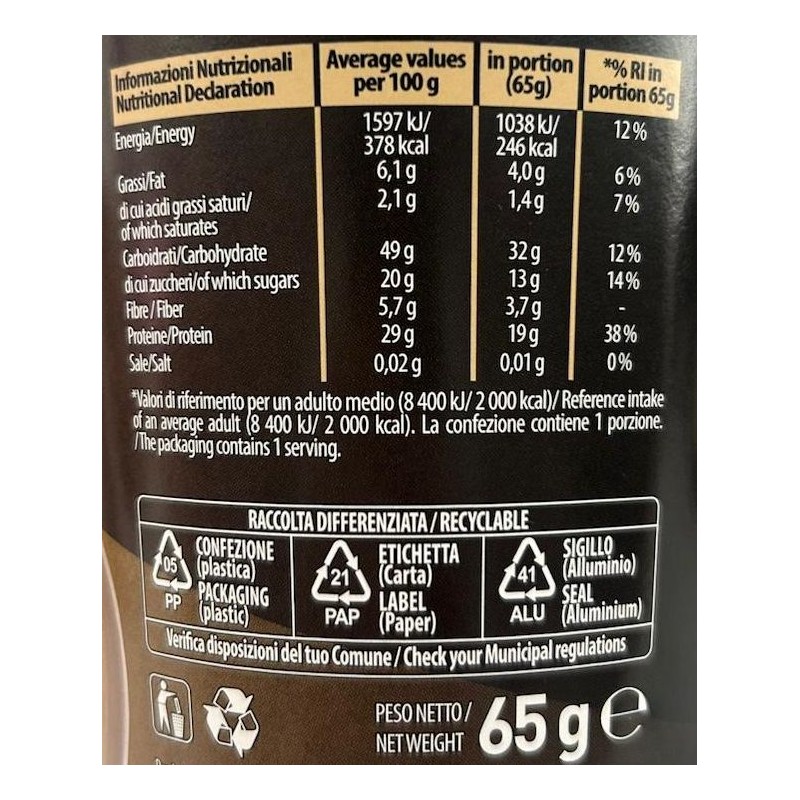 Informazioni Nutrizionali
Nutritional Declaration
Average values
per 100 g
in portion
(65g)
*% RI in
portion 65g
Energia/Energy
1597 kJ/
378 kcal
1038 kJ/
246 kcal
12%
Grassi/Fat
6,1 g
4,0 g
6%
di cui acidi grassi saturi/
of which saturates
2,1 g
1,4 g
7%
Carboidrati/Carbohydrate
49 g
32 g
12%
di cui zuccheri/of which sugars
20 g
13 g
14%
Fibre / Fiber
5,7 g
3,7 g
-
Proteine/Protein
29 g
19 g
38%
Sale/Salt
0,02 g
0,01 g
0%
*Valori di riferimento per un adulto medio (8 400 kJ/ 2 000 kcal)/ Reference intake
of an average adult (8 400 kJ/ 2 000 kcal). La confezione contiene 1 porzione.
/The packaging contains 1 serving.
RACCOLTA DIFFERENZIATA / RECYCLABLE
05
PP
CONFEZIONE
(plastica)
PACKAGING
(plastic)
21
PAP
ETICHETTA
(Carta)
LABEL
(Paper)
41
ALU
SIGILLO
(Alluminio)
SEAL
(Aluminium)
Verifica disposizioni del tuo Comune / Check your Municipal regulations
PESO NETTO /
NET WEIGHT
65 g e